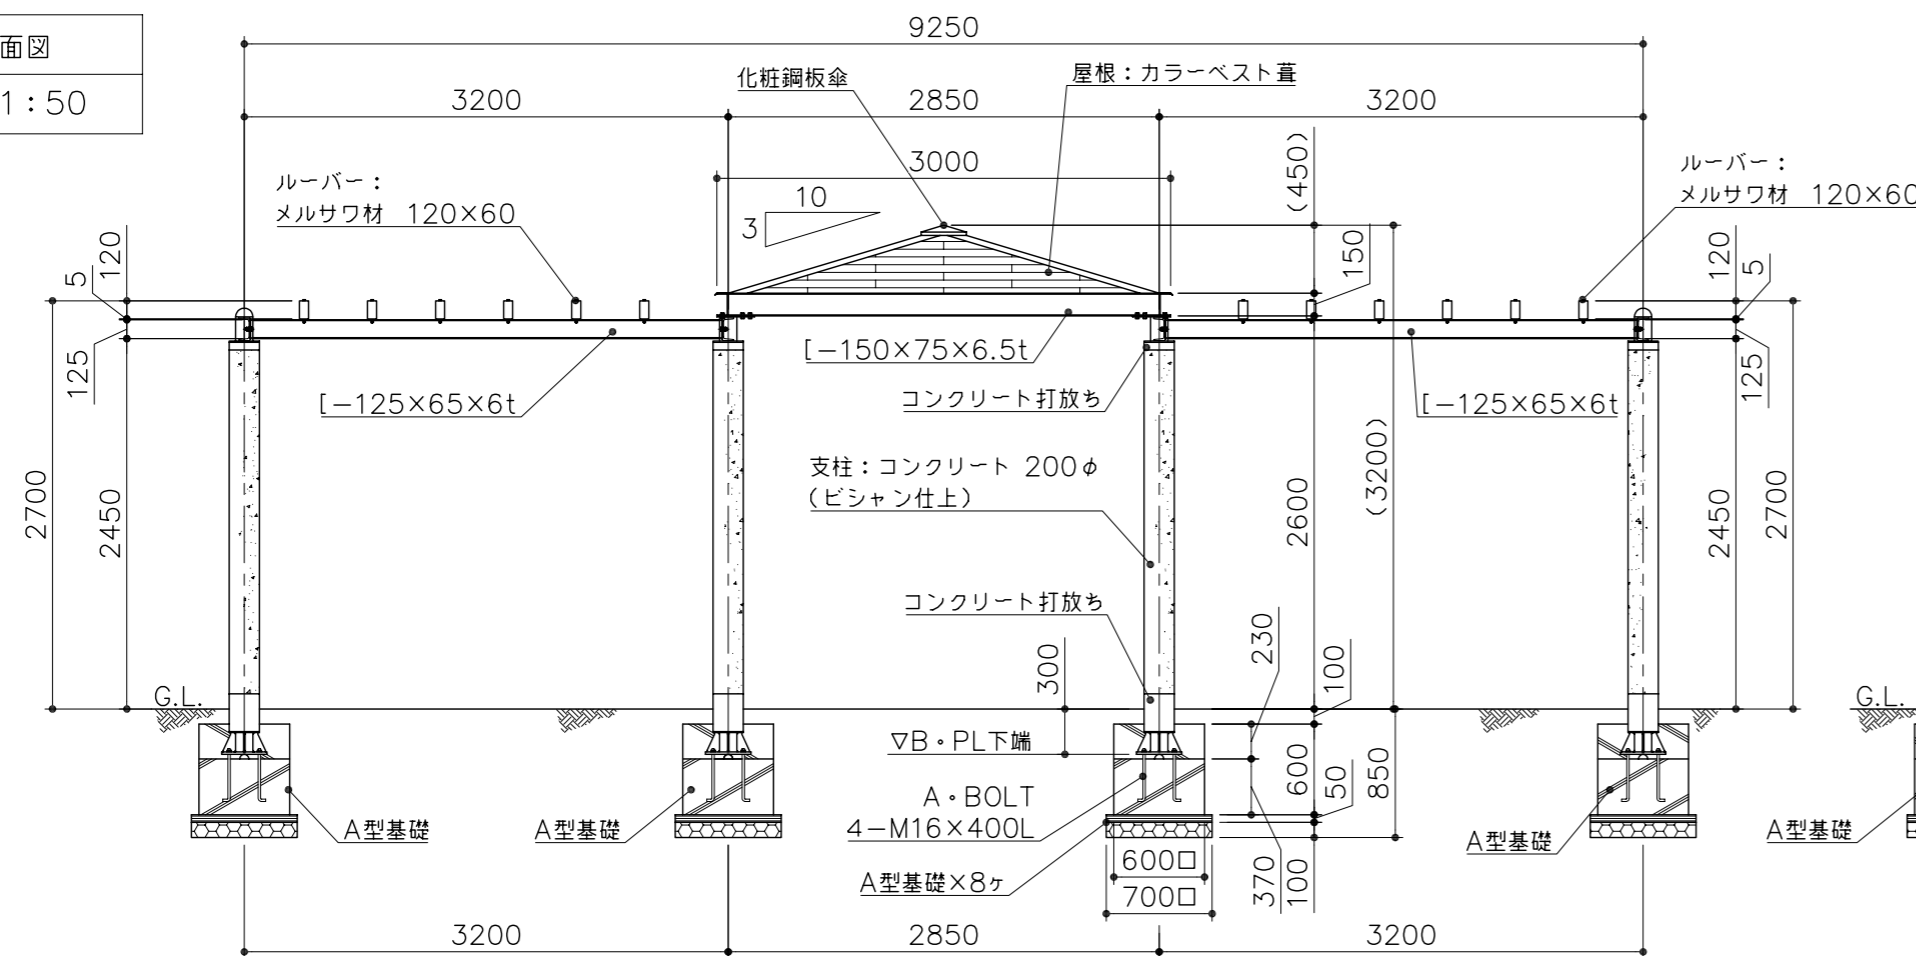 面図
1:50
9250
3200
2850
3200
化粧鋼板傘
屋根:カラーベスト葺
3000
(450)
ルーバー:
メルサワ材 120×60
10
3
ルーバー:
メルサワ材 120×60
5
120
150
120
5
125
[-150×75×6.5t
[-125×65×6t
コンクリート打放ち
[-125×65×6t
125
2700
2450
支柱:コンクリート 200φ
(ビシャン仕上)
2600
(3200)
2450
2700
コンクリート打放ち
300
230
100
G.L.
G.L.
▽B・PL下端
600
50
850
A・BOLT
4-M16×400L
A型基礎
A型基礎
A型基礎
A型基礎
600□
370
100
A型基礎×8ヶ
700□
3200
2850
3200